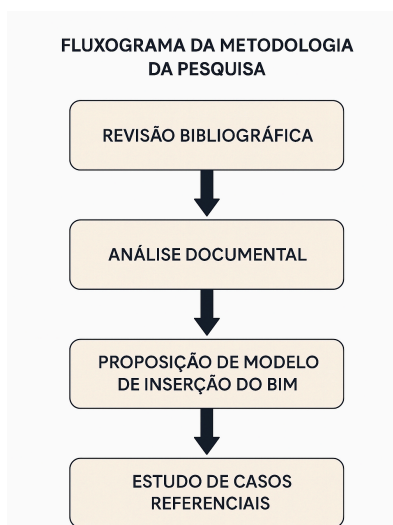 FLUXOGRAMA DA METODOLOGIA
DA PESQUISA
REVISÃO BIBLIOGRÁFICA
ANÁLISE DOCUMENTAL
PROPOSIÇÃO DE MODELO
DE INSERÇÃO DO BIM
ESTUDO DE CASOS
REFERENCIAIS